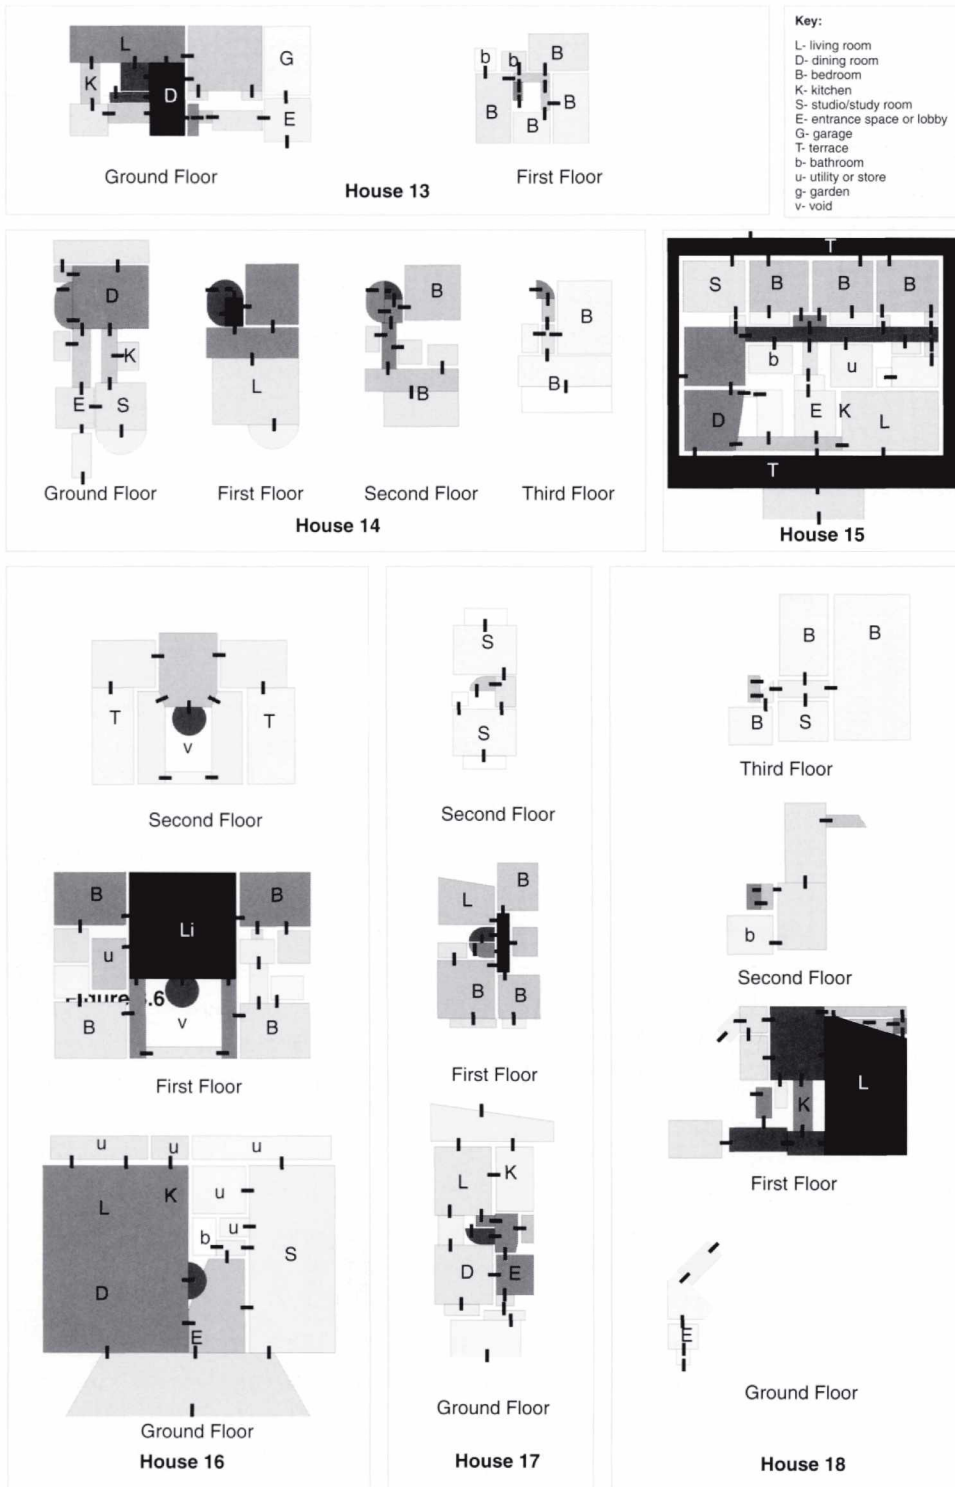 Key:
L- living room
D- dining room
B- bedroom
K- kitchen
S- studio/study room
E- entrance space or lobby
G- garage
T- terrace
b- bathroom
u- utility or store
g- garden
v- void
L
G
K
D
E
Ground Floor
b b B
B B B
First Floor
House 13
D
K
E S
Ground Floor
L
First Floor
B
B
Second Floor
B
B
Third Floor
House 14
T
S B B B
b u
D E K L
T
House 15
T T
v
Second Floor
B Li B
u
B v B
First Floor
u u u
L K u
b u
S
D
E
Ground Floor
House 16
S
S
Second Floor
B
L
B B
First Floor
L K
D E
Ground Floor
House 17
B B
B S
Third Floor
b
Second Floor
L
K
First Floor
E
Ground Floor
House 18